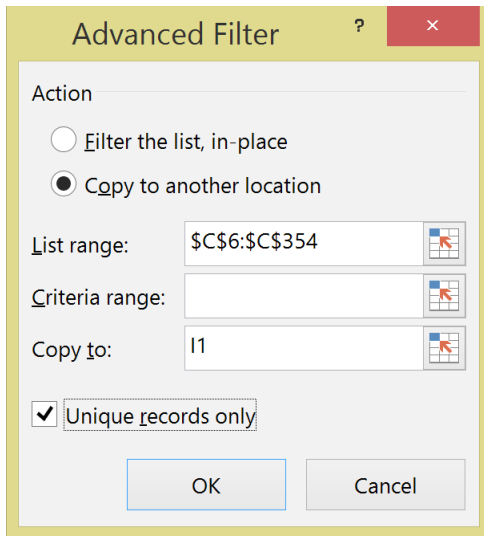 Advanced Filter ? ×
Action
Filter the list, in-place
Copy to another location
List range: $C$6:$C$354
Criteria range:
Copy to: I1
Unique records only
OK Cancel